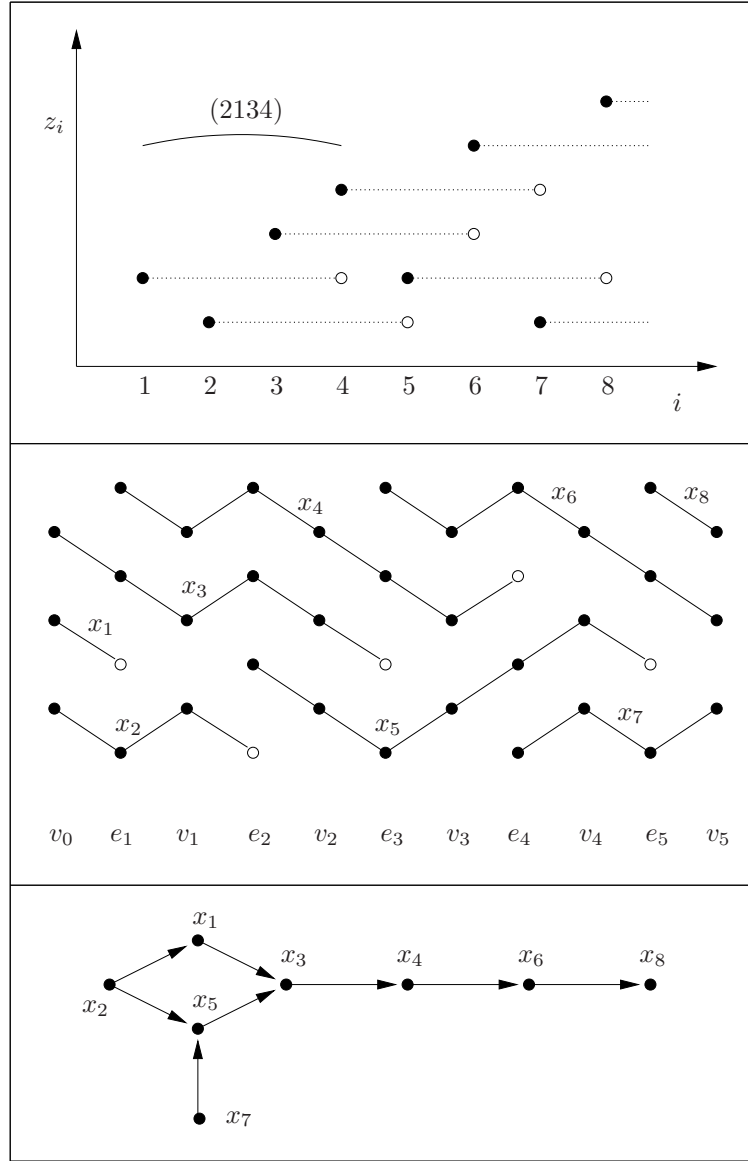 (2134)
z_i
1 2 3 4 5 6 7 8
i
x_4 x_6 x_8
x_3
x_1
x_2 x_5 x_7
v_0 e_1 v_1 e_2 v_2 e_3 v_3 e_4 v_4 e_5 v_5
x_1
x_3 x_4 x_6 x_8
x_2 x_5
x_7